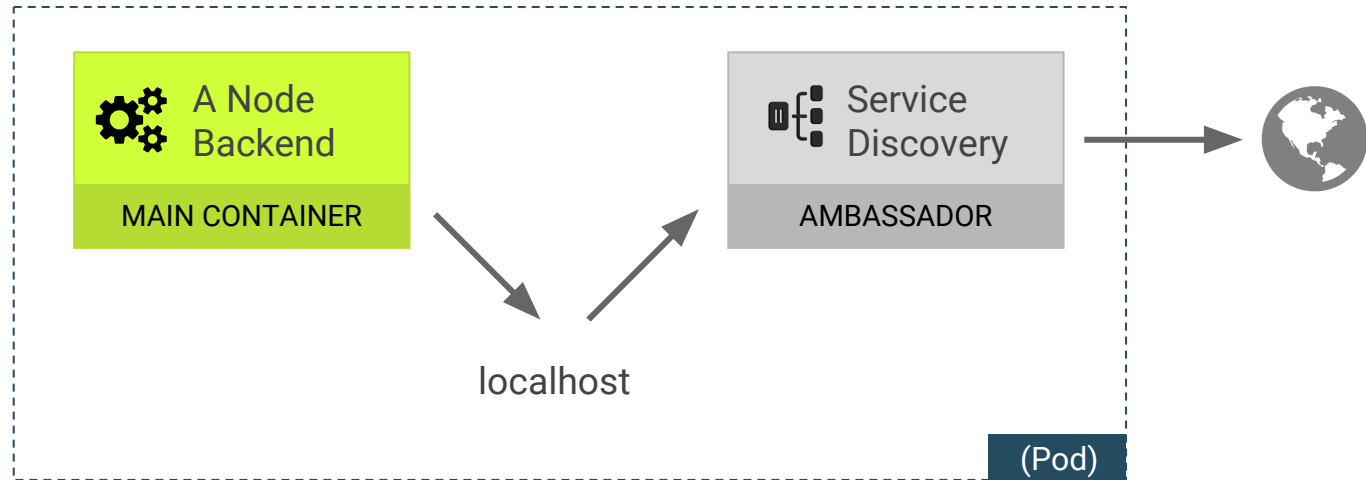 A Node
Backend
MAIN CONTAINER
Service
Discovery
AMBASSADOR
localhost
(Pod)